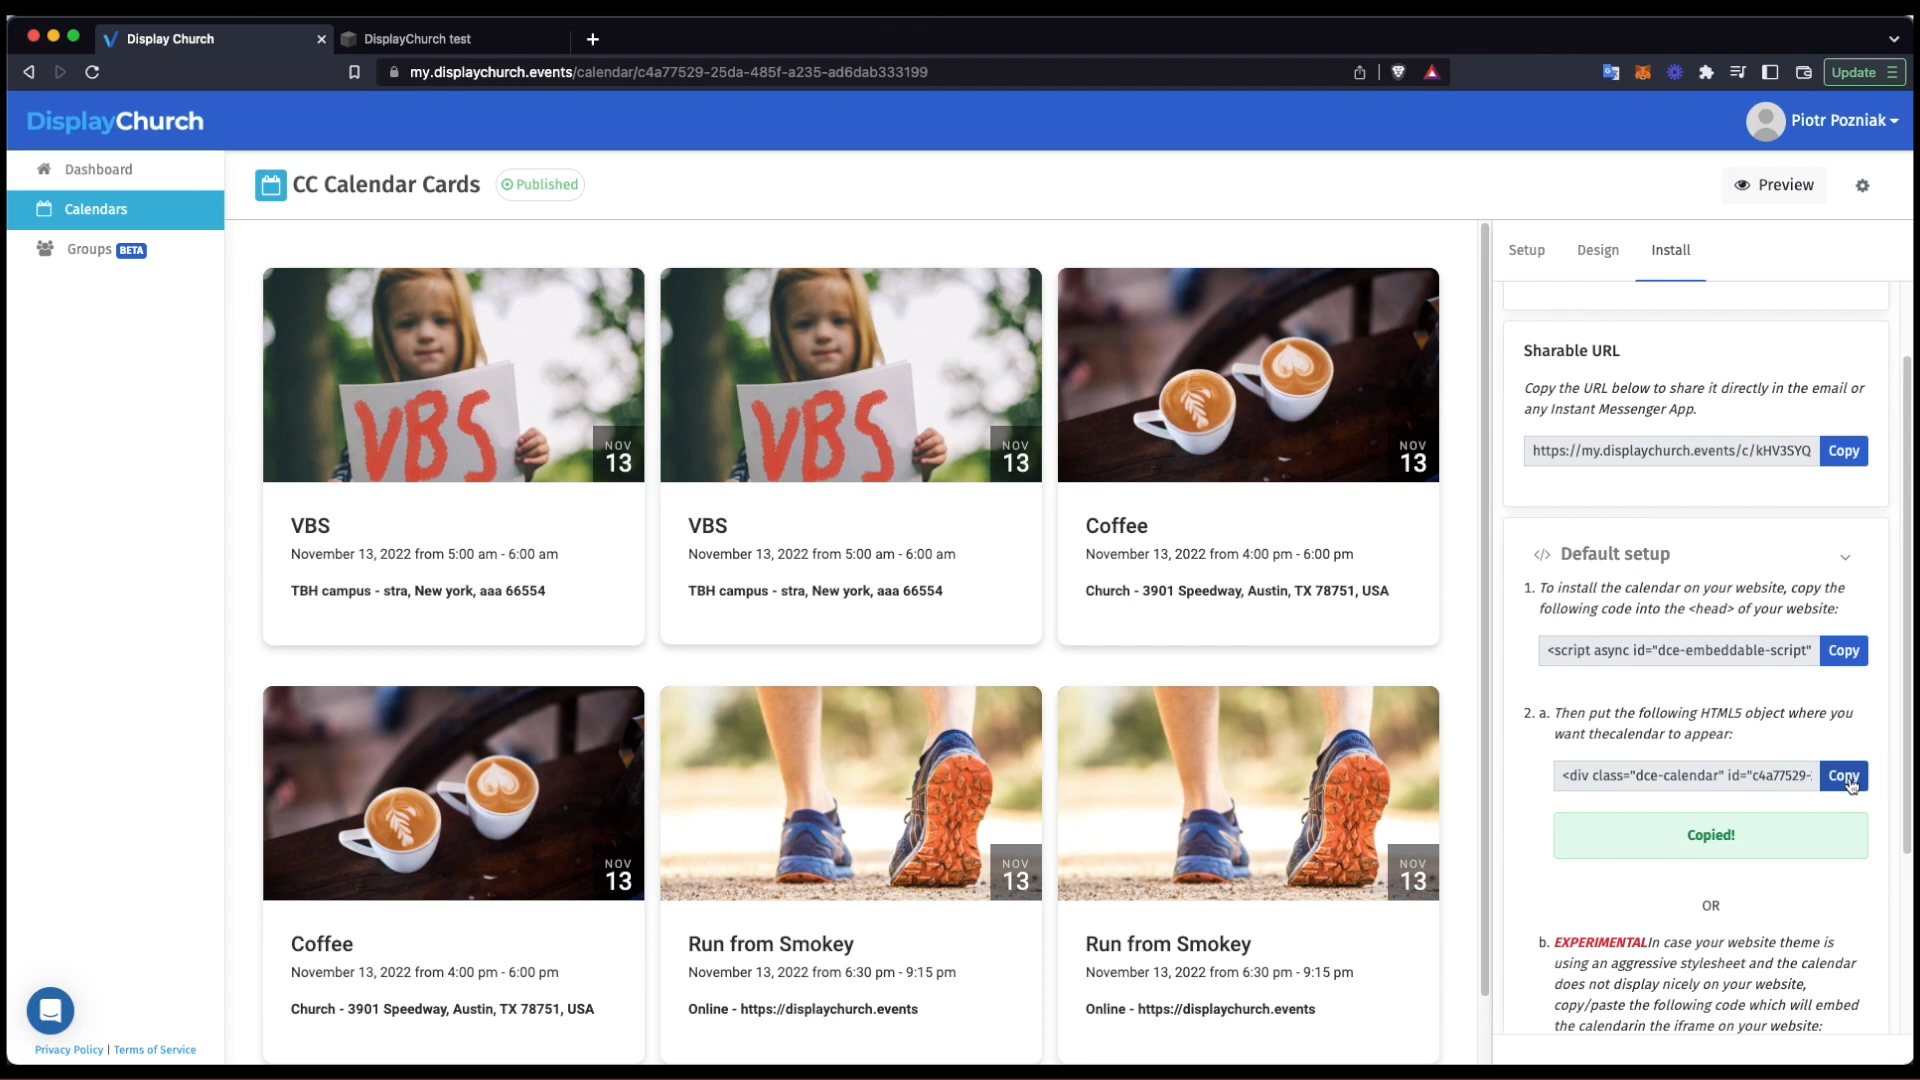 Display Church
DisplayChurch test
my.displaychurch.events/calendar/c4a77529-25da-485f-a235-ad6dab333199
Update
DisplayChurch
Piotr Pozniak
Dashboard
Calendars
Groups BETA
CC Calendar Cards
Published
Preview
VBS
NOV
13
VBS
November 13, 2022 from 5:00 am - 6:00 am
TBH campus - stra, New york, aaa 66554
VBS
NOV
13
VBS
November 13, 2022 from 5:00 am - 6:00 am
TBH campus - stra, New york, aaa 66554
NOV
13
Coffee
November 13, 2022 from 4:00 pm - 6:00 pm
Church - 3901 Speedway, Austin, TX 78751, USA
NOV
13
Coffee
November 13, 2022 from 4:00 pm - 6:00 pm
Church - 3901 Speedway, Austin, TX 78751, USA
NOV
13
Run from Smokey
November 13, 2022 from 6:30 pm - 9:15 pm
Online - https://displaychurch.events
NOV
13
Run from Smokey
November 13, 2022 from 6:30 pm - 9:15 pm
Online - https://displaychurch.events
Setup
Design
Install
Sharable URL
Copy the URL below to share it directly in the email or
any Instant Messenger App.
https://my.displaychurch.events/c/kHV3SYQ
Copy
</> Default setup
1. To install the calendar on your website, copy the
following code into the <head> of your website:
<script async id="dce-embeddable-script"
Copy
2. a. Then put the following HTML5 object where you
want thecalendar to appear:
<div class="dce-calendar" id="c4a77529-
Copy
Copied!
OR
b. EXPERIMENTALIn case your website theme is
using an aggressive stylesheet and the calendar
does not display nicely on your website,
copy/paste the following code which will embed
the calendarin the iframe on your website:
Privacy Policy | Terms of Service